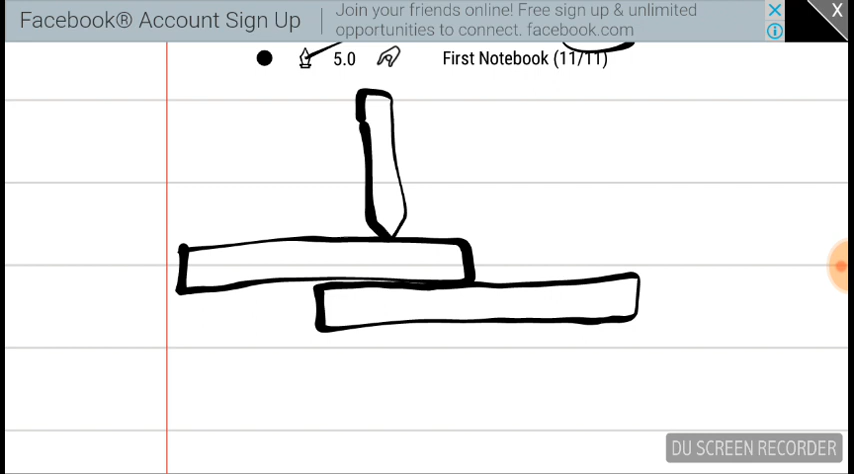 Facebook® Account Sign Up
Join your friends online! Free sign up & unlimited
opportunities to connect. facebook.com
X
5.0
First Notebook (11/11)
DU SCREEN RECORDER